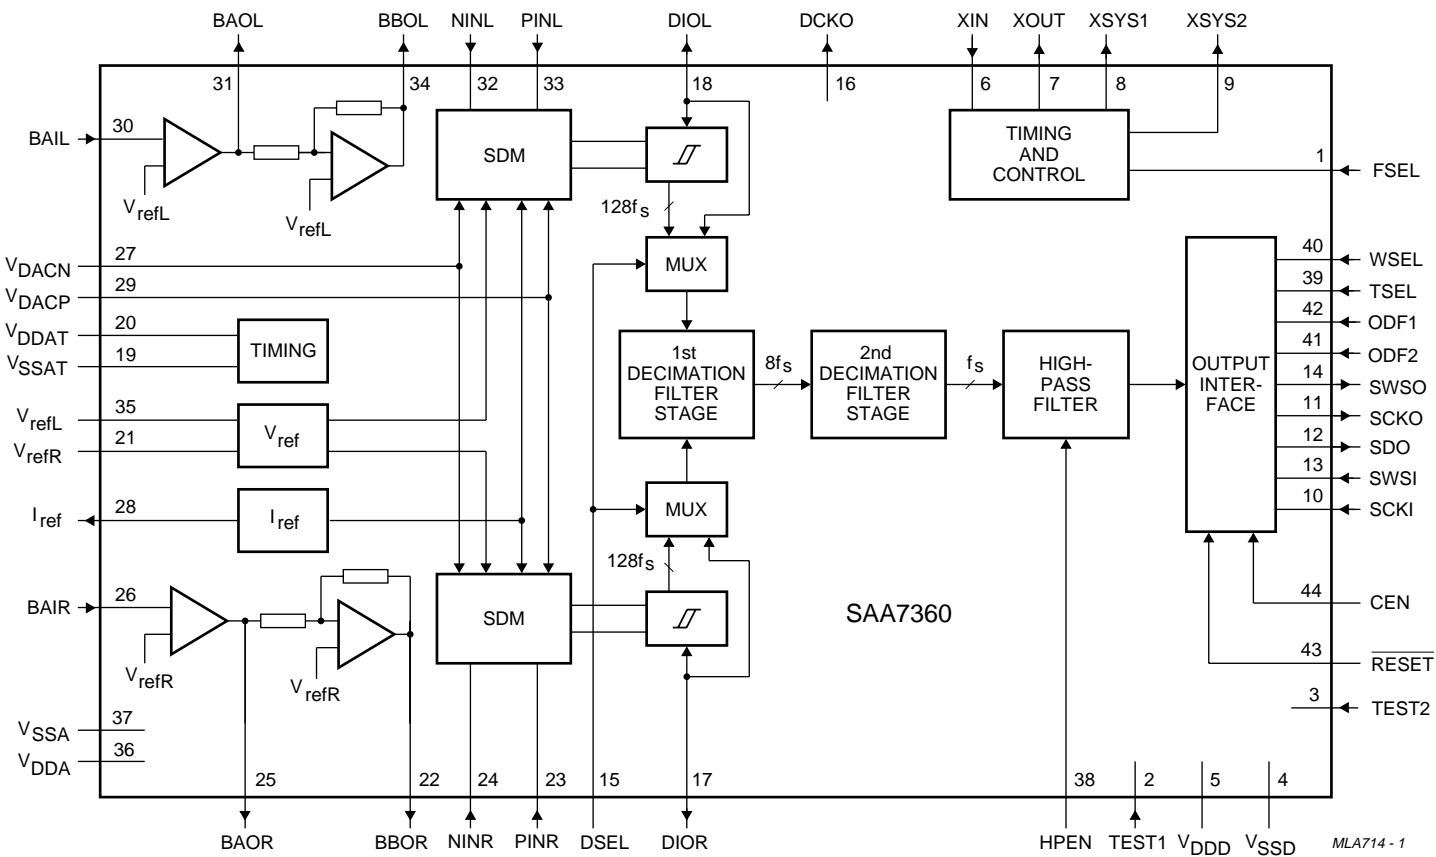 BAOL BBOL NINL PINL DIOL DCKO XIN XOUT XSYS1 XSYS2
31 34 32 33 18 16 6 7 8 9
BAIL 30
VrefL
VrefL
SDM
128fs
MUX
TIMING
AND
CONTROL
1 FSEL
VDACN 27
VDACP 29
VDDAT 20
VSSAT 19
TIMING
VrefL 35
VrefR 21
Vref
Iref 28
Iref
1st
DECIMATION
FILTER
STAGE
8fs
2nd
DECIMATION
FILTER
STAGE
fs
HIGH-
PASS
FILTER
OUTPUT
INTER-
FACE
40 WSEL
39 TSEL
42 ODF1
41 ODF2
14 SWSO
11 SCKO
12 SDO
13 SWSI
10 SCKI
MUX
128fs
BAIR 26
VrefR
VrefR
SDM
SAA7360
44 CEN
43 RESET
3 TEST2
VSSA 37
VDDA 36
25 22 24 23 15 17 38 2 5 4
BAOR BBOR NINR PINR DSEL DIOR HPEN TEST1 VDDD VSSD
MLA714 - 1